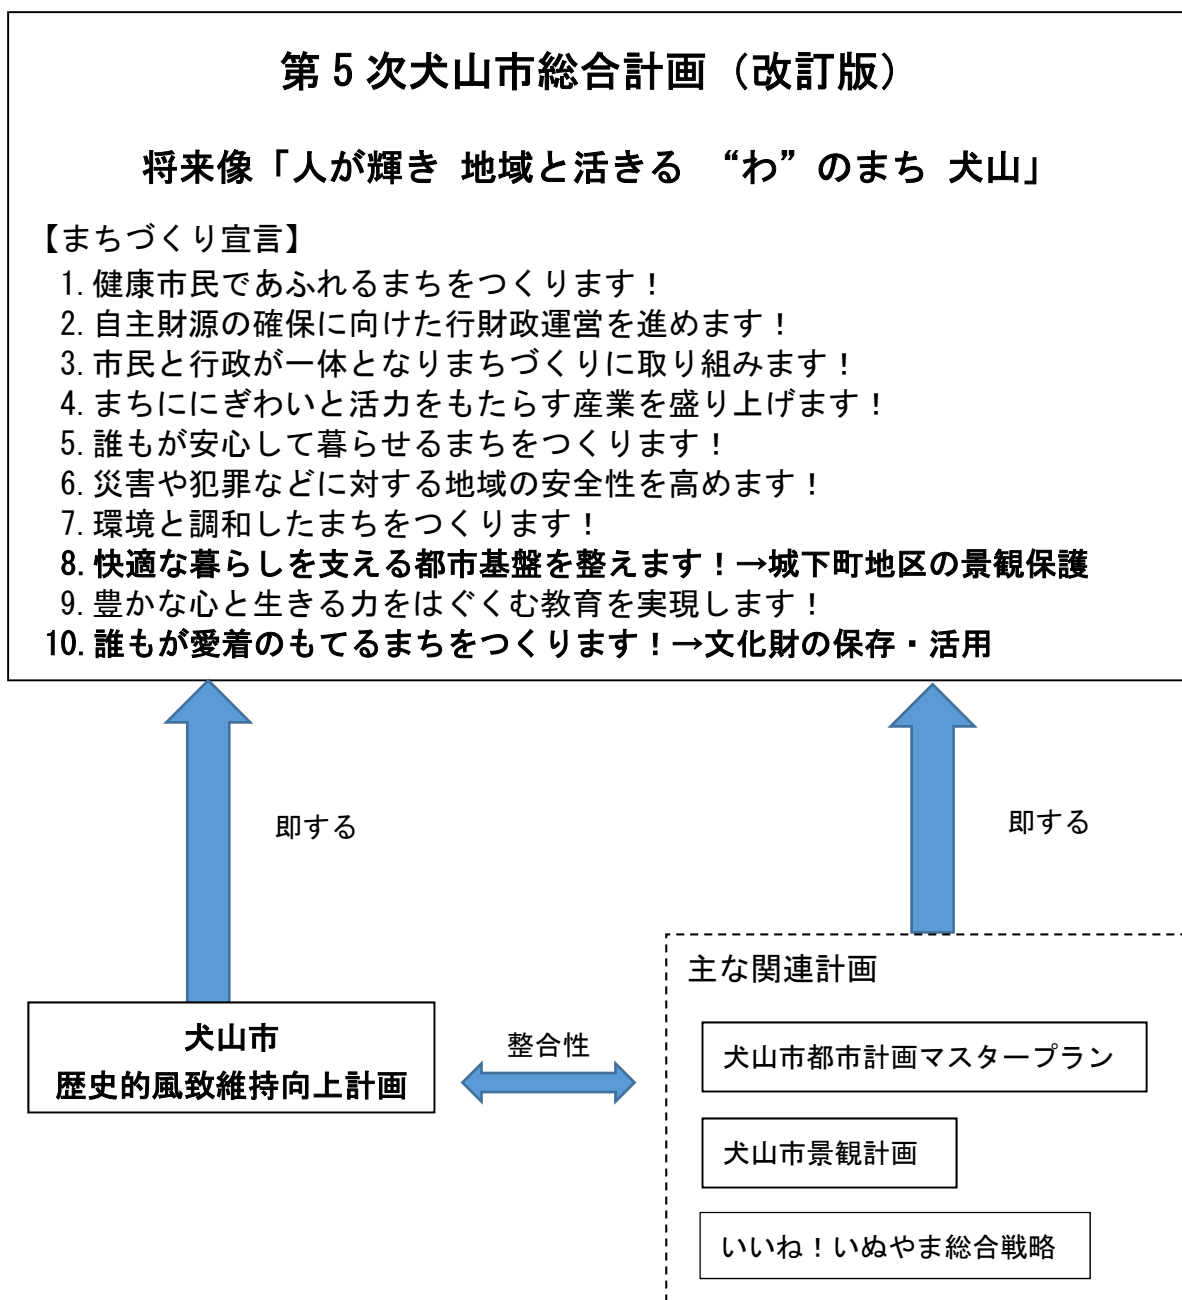 第5次犬山市総合計画（改訂版）
将来像「人が輝き 地域と活きる “わ”のまち 犬山」
【まちづくり宣言】
1.健康市民であふれるまちをつくります！
2.自主財源の確保に向けた行財政運営を進めます！
3.市民と行政が一体となりまちづくりに取り組みます！
4.まちににぎわいと活力をもたらす産業を盛り上げます！
5.誰もが安心して暮らせるまちをつくります！
6.災害や犯罪などに対する地域の安全性を高めます！
7.環境と調和したまちをつくります！
8.快適な暮らしを支える都市基盤を整えます！→城下町地区の景観保護
9.豊かな心と生きる力をはぐくむ教育を実現します！
10.誰もが愛着のもてるまちをつくります！→文化財の保存・活用
即する
即する
犬山市
歴史的風致維持向上計画
整合性
主な関連計画
犬山市都市計画マスタープラン
犬山市景観計画
いいね！いぬやま総合戦略